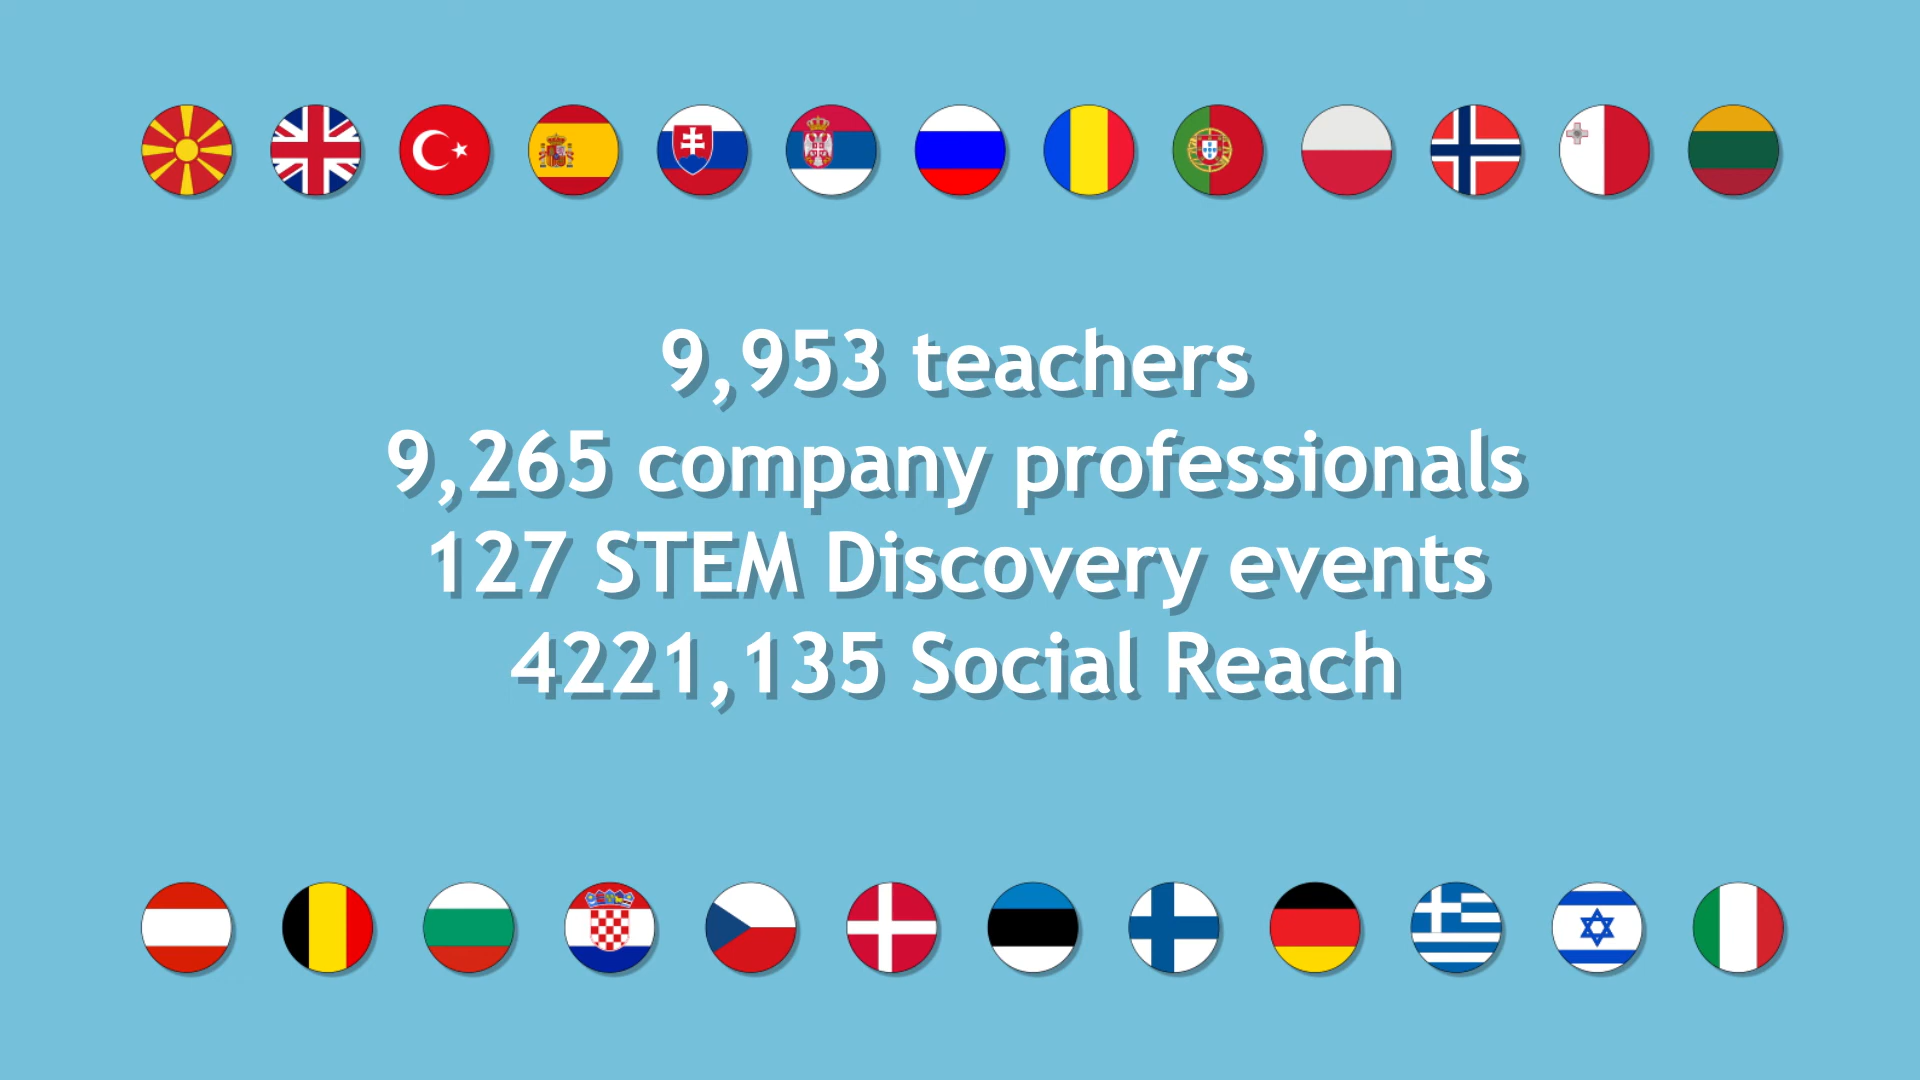 9,953 teachers
9,265 company professionals
127 STEM Discovery events
4221,135 Social Reach